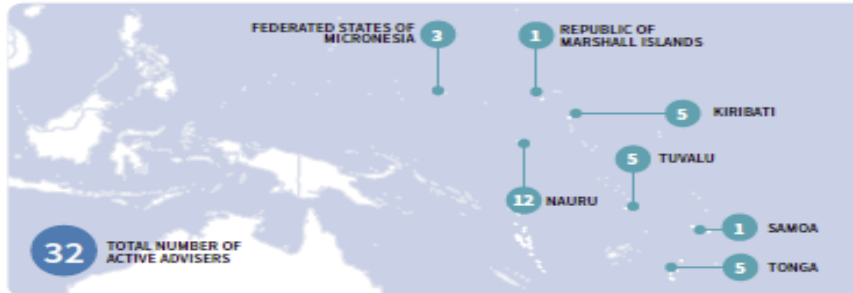 FEDERATED STATES OF
MICRONESIA
3
1
REPUBLIC OF
MARSHALL ISLANDS
5
KIRIBATI
5
TUVALU
12
NAURU
1
SAMOA
5
TONGA
32
TOTAL NUMBER OF
ACTIVE ADVISERS